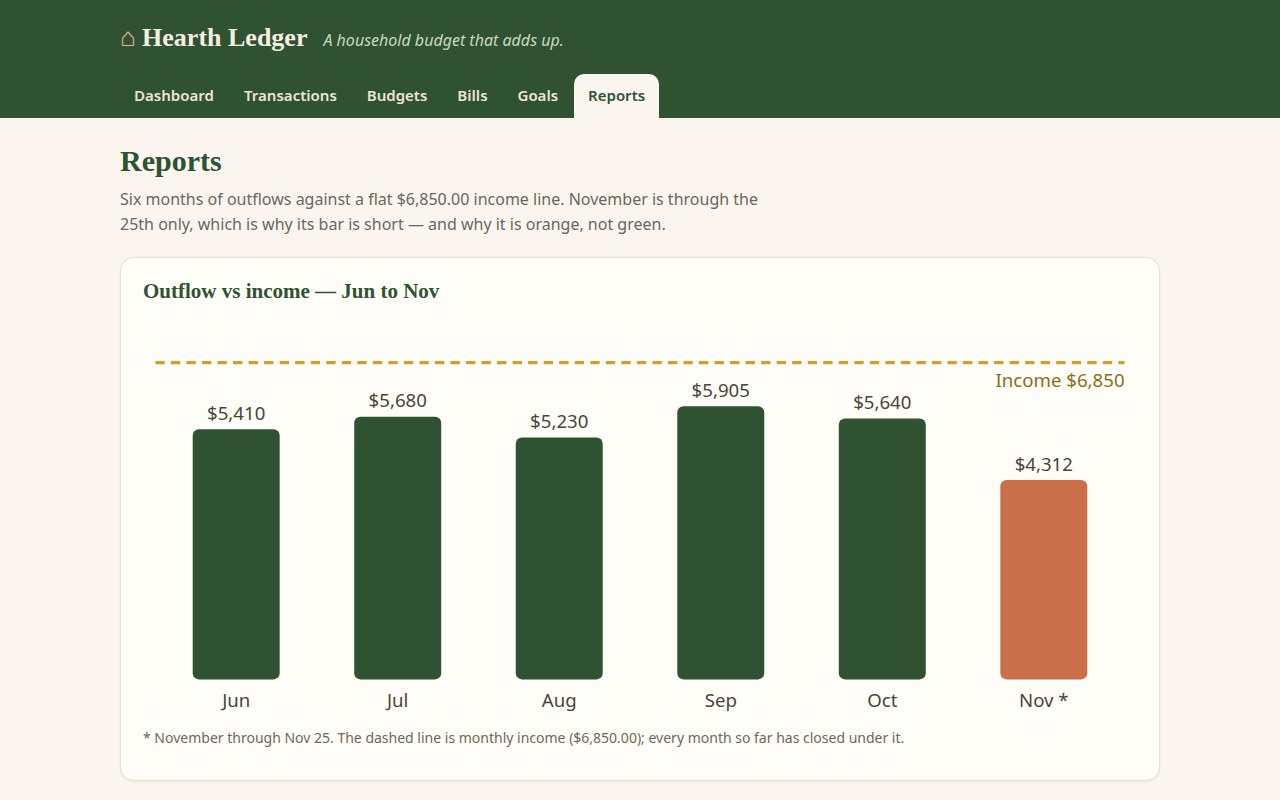 ⌂ Hearth Ledger A household budget that adds up.
Dashboard Transactions Budgets Bills Goals Reports
Reports
Six months of outflows against a flat $6,850.00 income line. November is through the
25th only, which is why its bar is short — and why it is orange, not green.
Outflow vs income — Jun to Nov
Income $6,850
$5,410 $5,680 $5,230 $5,905 $5,640 $4,312
Jun Jul Aug Sep Oct Nov *
* November through Nov 25. The dashed line is monthly income ($6,850.00); every month so far has closed under it.